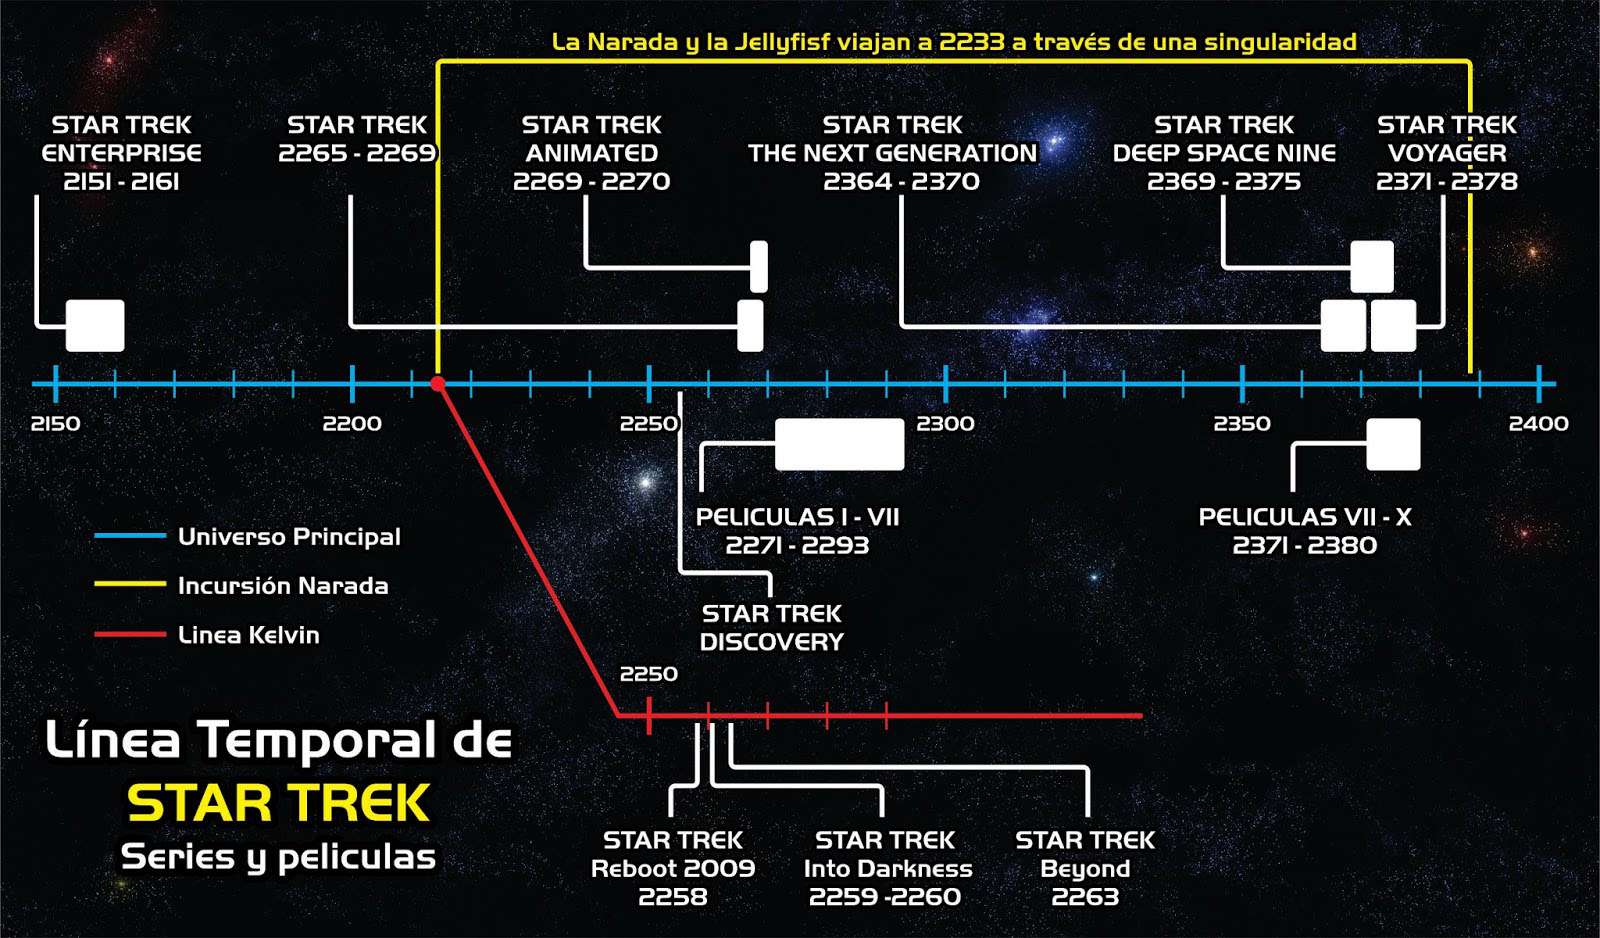 La Narada y la Jellyfisf viajan a 2233 a través de una singularidad
STAR TREK
ENTERPRISE
2151 - 2161
STAR TREK
2265 - 2269
STAR TREK
ANIMATED
2269 - 2270
STAR TREK
THE NEXT GENERATION
2364 - 2370
STAR TREK
DEEP SPACE NINE
2369 - 2375
STAR TREK
VOYAGER
2371 - 2378
2150
2200
2250
2300
2350
2400
PELICULAS I - VII
2271 - 2293
PELICULAS VII - X
2371 - 2380
Universo Principal
Incursión Narada
Linea Kelvin
STAR TREK
DISCOVERY
2250
Línea Temporal de
STAR TREK
Series y peliculas
STAR TREK
Reboot 2009
2258
STAR TREK
Into Darkness
2259 -2260
STAR TREK
Beyond
2263